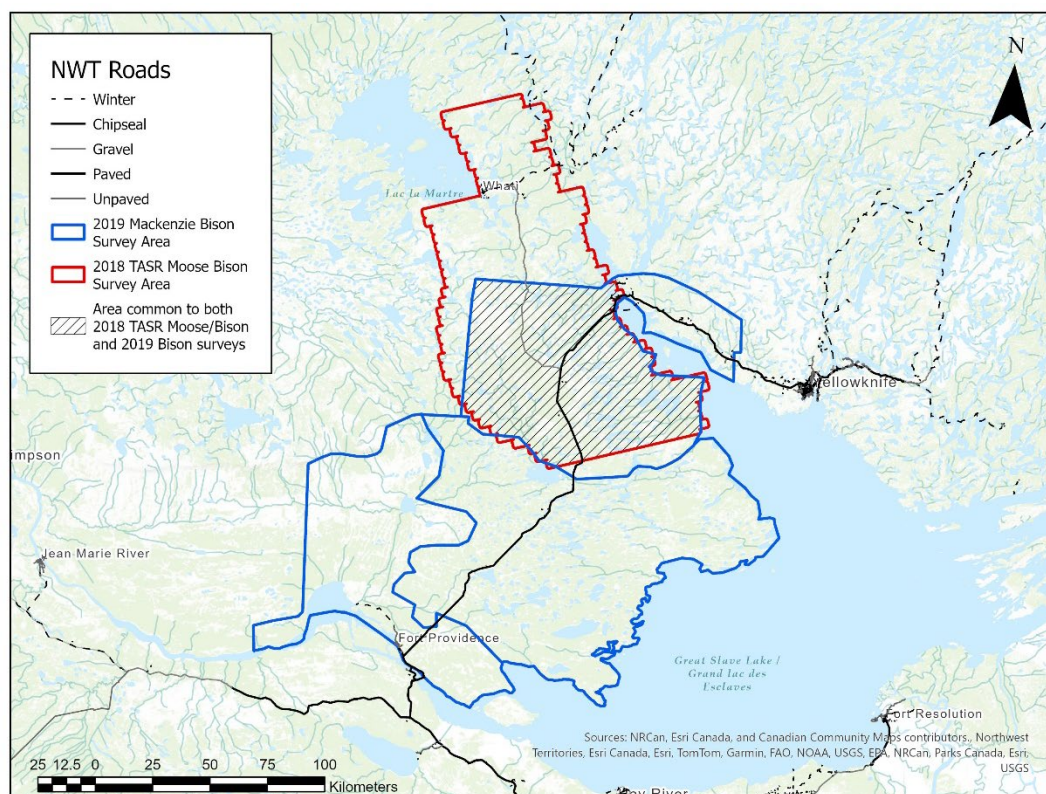 NWT Roads
Winter
Chipseal
Gravel
Paved
Unpaved
2019 Mackenzie Bison
Survey Area
2018 TASR Moose Bison
Survey Area
Area common to both
2018 TASR Moose/Bison
and 2019 Bison surveys
N
Lac la Martre
Whati
Yellowknife
impson
Jean Marie River
Fort Providence
Great Slave Lake /
Grand lac des
Esclaves
Fort Resolution
Sources: NRCan, Esri Canada, and Canadian Community Maps contributors., Northwest
Territories, Esri Canada, Esri, TomTom, Garmin, FAO, NOAA, USGS, EPA, NRCan, Parks Canada, Esri,
USGS
25 12.5 0 25 50 100
Kilometers
River